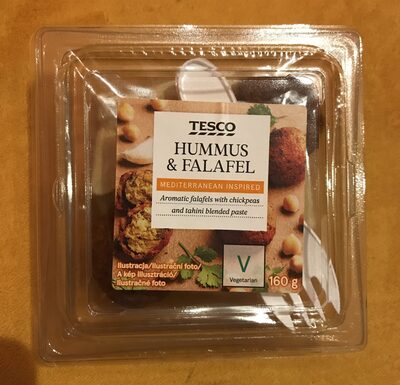 TESCO
HUMMUS
& FALAFEL
MEDITERRANEAN INSPIRED
Aromatic falafels with chickpeas
and tahini blended paste
V
Vegetarian
Ilustracja/Ilustrační foto/
A kép illusztráció/
Ilustračné foto
160 g